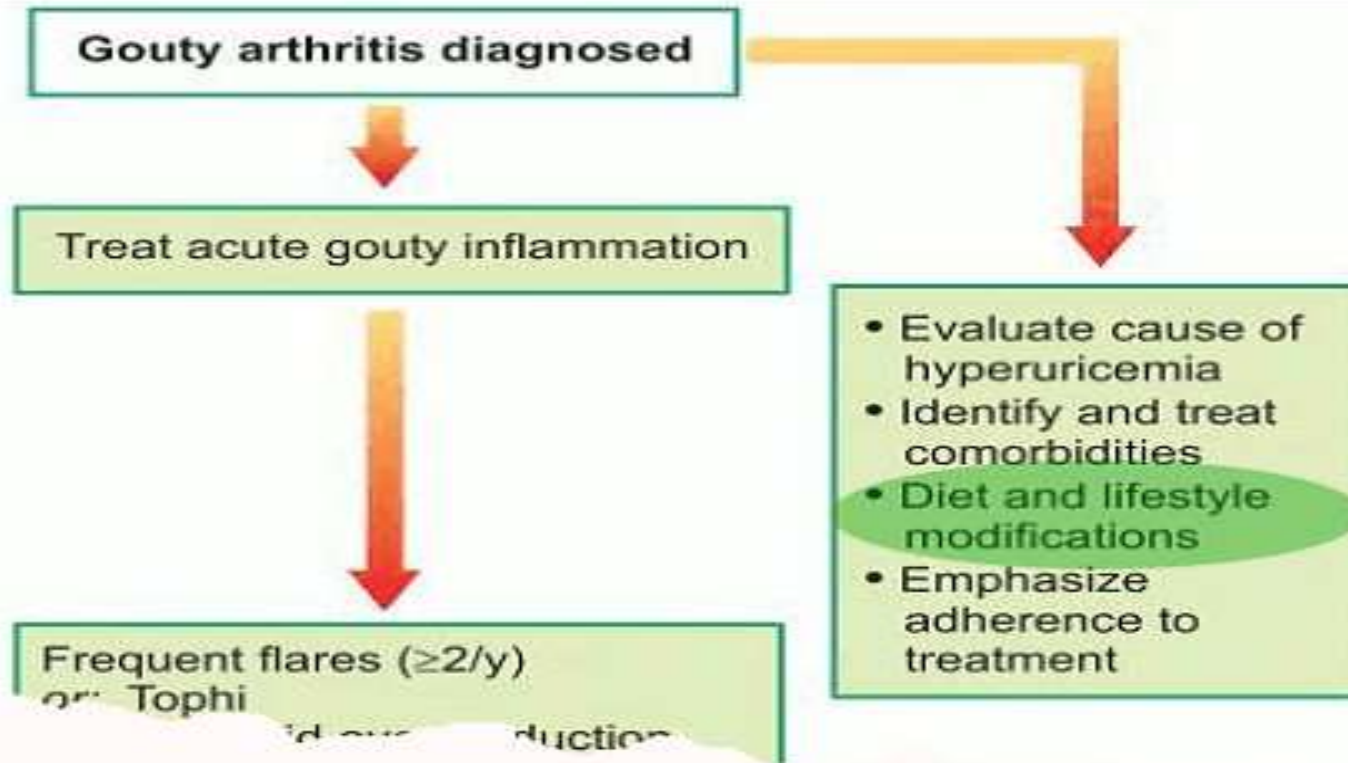 Gouty arthritis diagnosed
Treat acute gouty inflammation
• Evaluate cause of
hyperuricemia
• Identify and treat
comorbidities
• Diet and lifestyle
modifications
• Emphasize
adherence to
treatment
Frequent flares (≥2/y)
or: Tophi